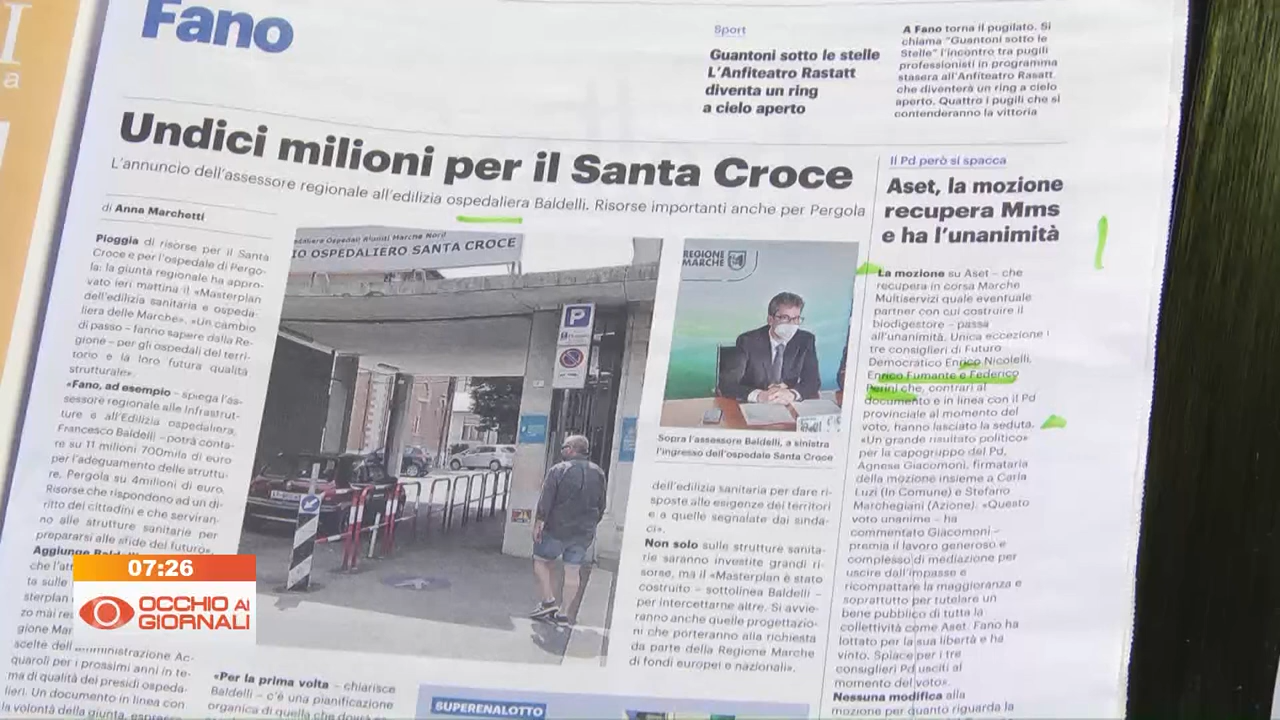 Fano
Sport
Guantoni sotto le stelle
L'Anfiteatro Rastatt
diventa un ring
a cielo aperto
A Fano torna il pugilato. Si
chiama "Guantoni sotto le
Stelle" l'incontro tra pugili
professionisti in programma
stasera all'Anfiteatro Rasatt
che diventerà un ring a cielo
aperto. Quattro i pugili che si
contenderanno la vittoria
Undici milioni per il Santa Croce
L'annuncio dell'assessore regionale all'edilizia ospedaliera Baldelli. Risorse importanti anche per Pergola
di Anna Marchetti
Pioggia di risorse per il Santa
Croce e per l'ospedale di Pergo-
la: la giunta regionale ha appro-
vato ieri mattina il «Masterplan
dell'edilizia sanitaria e ospeda-
liera delle Marche». «Un cambio
di passo – fanno sapere dalla Re-
gione – per gli ospedali del terri-
torio e la loro futura qualità
strutturale».
«Fano, ad esempio – spiega l'as-
sessore regionale alle Infrastrut-
ture e all'Edilizia ospedaliera,
Francesco Baldelli – potrà conta-
re su 11 milioni 700mila di euro
per l'adeguamento delle struttu-
re, Pergola su 4milioni di euro.
Risorse che rispondono ad un di-
ritto dei cittadini e che serviran-
no alle strutture sanitarie per
prepararsi alle sfide del futuro».
Aggiunge
che l'at
ta sulle
sterplan
zo mai res
gione Mar
scelte dell'amministrazione Ac-
quaroli per i prossimi anni in te-
ma di qualità dei presidi ospeda-
lieri. Un documento in linea con
la volontà della giunta,
«Per la prima volta – chiarisce
Baldelli – c'è una pianificazione
organica di quella che dovrà
OSPEDALIERO SANTA CROCE
P
REGIONE
MARCHE
Sopra l'assessore Baldelli, a sinistra
l'ingresso dell'ospedale Santa Croce
dell'edilizia sanitaria per dare ri-
sposte alle esigenze dei territori
e a quelle segnalate dai sinda-
ci».
Non solo sulle strutture sanita-
rie saranno investite grandi ri-
sorse, ma il «Masterplan è stato
costruito – sottolinea Baldelli –
per intercettarne altre. Si avvie-
ranno anche quelle progettazio-
ni che porteranno alla richiesta
da parte della Regione Marche
di fondi europei e nazionali».
SUPERENALOTTO
Il Pd però si spacca
Aset, la mozione
recupera Mms
e ha l'unanimità
La mozione su Aset – che
recupera in corsa Marche
Multiservizi quale eventuale
partner con cui costruire il
biodigestore – passa
all'unanimità. Unica eccezione i
tre consiglieri di Futuro
Democratico Enrico Nicolelli,
Enrico Fumante e Federico
Perini che, contrari al
documento e in linea con il Pd
provinciale al momento del
voto, hanno lasciato la seduta.
«Un grande risultato politico»
per la capogruppo del Pd,
Agnese Giacomoni, firmataria
della mozione insieme a Carla
Luzi (In Comune) e Stefano
Marchegiani (Azione). «Questo
voto unanime – ha
commentato Giacomoni –
premia il lavoro generoso e
complesso di mediazione per
uscire dall'impasse e
ricompattare la maggioranza e
soprattutto per tutelare un
bene pubblico di tutta la
collettività come Aset. Fano ha
lottato per la sua libertà e ha
vinto. Spiace per i tre
consiglieri Pd usciti al
momento del voto».
Nessuna modifica alla
mozione per quanto riguarda la
07:26
OCCHIO AI
GIORNALI